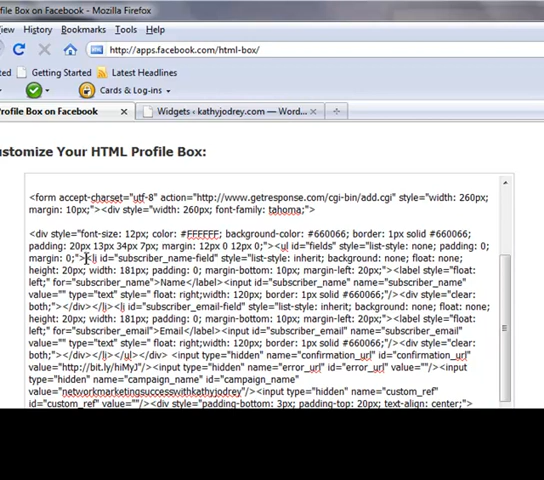 ofile Box on Facebook - Mozilla Firefox
iew History Bookmarks Tools Help
http://apps.facebook.com/html-box/
ted Getting Started Latest Headlines
Cards & Log-ins
Profile Box on Facebook Widgets ‹ kathyjodrey.com — Word...
ustomize Your HTML Profile Box:
<form accept-charset="utf-8" action="http://www.getresponse.com/cgi-bin/add.cgi" style="width: 260px;
margin: 10px;"><div style="width: 260px; font-family: tahoma;">
<div style="font-size: 12px; color: #FFFFFF; background-color: #660066; border: 1px solid #660066;
padding: 20px 13px 34px 7px; margin: 12px 0 12px 0;"><ul id="fields" style="list-style: none; padding: 0;
margin: 0;"><li id="subscriber_name-field" style="list-style: inherit; background: none; float: none;
height: 20px; width: 181px; padding: 0; margin-bottom: 10px; margin-left: 20px;"><label style="float:
left;" for="subscriber_name">Name</label><input id="subscriber_name" name="subscriber_name"
value="" type="text" style=" float: right;width: 120px; border: 1px solid #660066;"/><div style="clear:
both;"></div></li><li id="subscriber_email-field" style="list-style: inherit; background: none; float: none;
height: 20px; width: 181px; padding: 0; margin-bottom: 10px; margin-left: 20px;"><label style="float:
left;" for="subscriber_email">Email</label><input id="subscriber_email" name="subscriber_email"
value="" type="text" style=" float: right;width:120px; border: 1px solid #660066;"/><div style="clear:
both;"></div></li></ul></div> <input type="hidden" name="confirmation_url" id="confirmation_url"
value="http://bit.ly/hiMyJ"/><input type="hidden" name="error_url" id="error_url" value=""/><input
type="hidden" name="campaign_name" id="campaign_name"
value="networkmarketingsuccesswithkathyjodrey"/><input type="hidden" name="custom_ref"
id="custom_ref" value=""/><div style="padding-bottom: 3px; padding-top: 20px; text-align: center;">